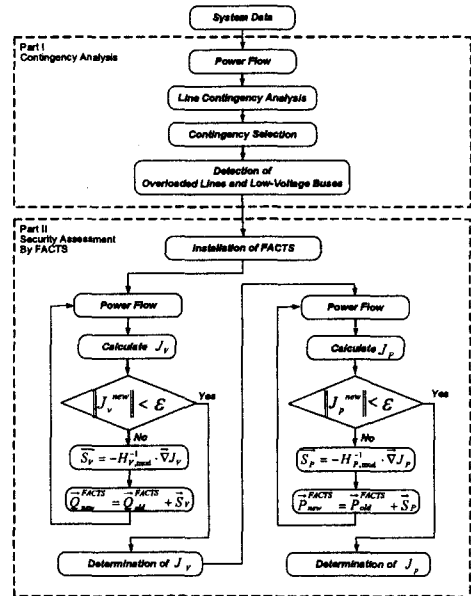 System Data
Part I
Contingency Analysis
Power Flow
Line Contingency Analysis
Contingency Selection
Detection of
Overloaded Lines and Low-Voltage Buses
Part II
Security Assessment
By FACTS
Installation of FACTS
Power Flow
Calculate J_V
‖J_v^new‖ < ε
Yes
No
S_V = -H_V,mod^-1 · ∇J_V
Q_new^FACTS = Q_old^FACTS + S_V
Determination of J_V
Power Flow
Calculate J_P
‖J_p^new‖ < ε
Yes
No
S_P = -H_P,mod^-1 · ∇J_P
P_new^FACTS = P_old^FACTS + S_P
Determination of J_P